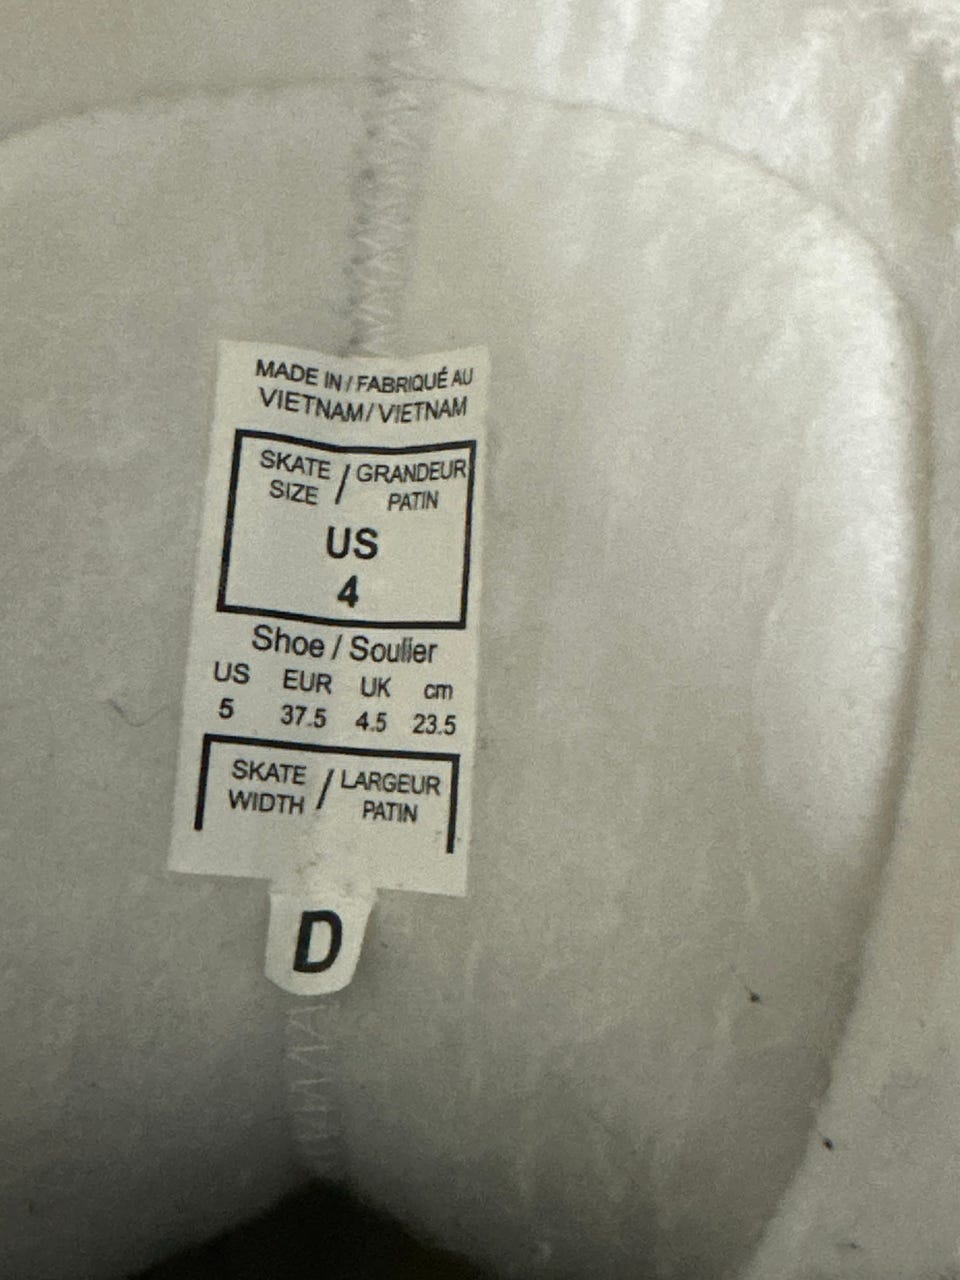 MADE IN / FABRIQUÉ AU
VIETNAM / VIETNAM
SKATE / GRANDEUR
SIZE PATIN
US
4
Shoe / Soulier
US EUR UK cm
5 37.5 4.5 23.5
SKATE / LARGEUR
WIDTH PATIN
D